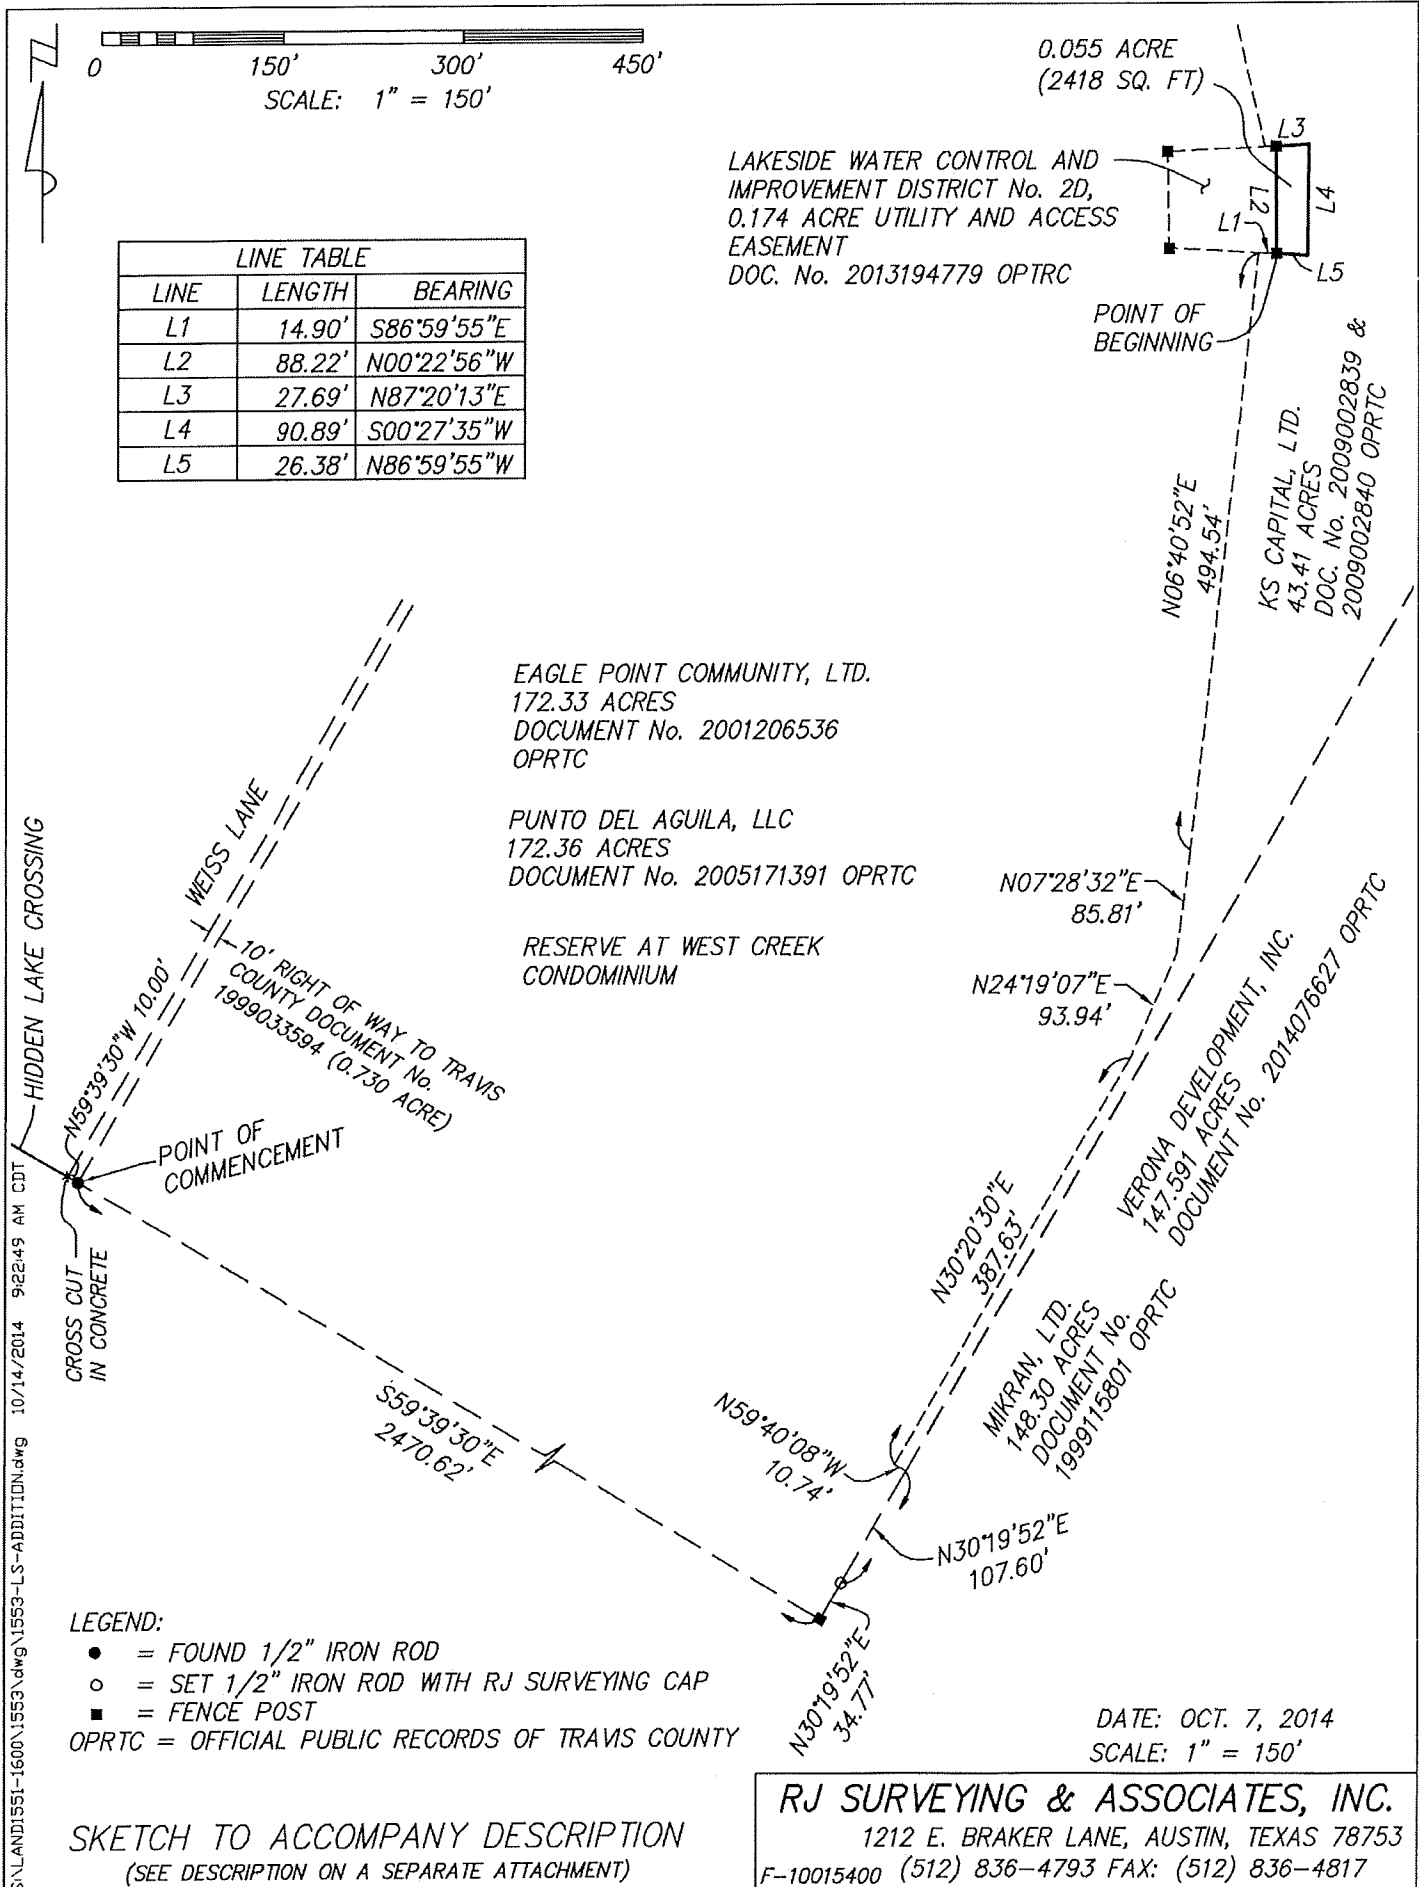 0 150' 300' 450'
SCALE: 1" = 150'
0.055 ACRE
(2418 SQ. FT)
LAKESIDE WATER CONTROL AND
IMPROVEMENT DISTRICT No. 2D,
0.174 ACRE UTILITY AND ACCESS
EASEMENT
DOC. No. 2013194779 OPTRC
L3
L2
L4
L1
L5
POINT OF
BEGINNING
LINE TABLE
LINE LENGTH BEARING
L1 14.90' S86°59'55"E
L2 88.22' N00°22'56"W
L3 27.69' N87°20'13"E
L4 90.89' S00°27'35"W
L5 26.38' N86°59'55"W
N06°40'52"E
494.54'
KS CAPITAL, LTD.
43.41 ACRES
DOC. No. 2009002839 &
2009002840 OPRTC
EAGLE POINT COMMUNITY, LTD.
172.33 ACRES
DOCUMENT No. 2001206536
OPRTC
PUNTO DEL AGUILA, LLC
172.36 ACRES
DOCUMENT No. 2005171391 OPRTC
RESERVE AT WEST CREEK
CONDOMINIUM
HIDDEN LAKE CROSSING
WEISS LANE
N59°39'30"W 10.00'
10' RIGHT OF WAY TO TRAVIS
COUNTY DOCUMENT No.
1999033594 (0.730 ACRE)
POINT OF
COMMENCEMENT
CROSS CUT
IN CONCRETE
S59°39'30"E
2470.62'
N07°28'32"E
85.81'
N24°19'07"E
93.94'
VERONA DEVELOPMENT, INC.
147.591 ACRES
DOCUMENT No. 2014076627 OPRTC
N30°20'30"E
387.63'
MIKRAN, LTD.
148.30 ACRES
DOCUMENT No.
1999115801 OPRTC
N59°40'08"W
10.74'
N30°19'52"E
107.60'
N30°19'52"E
34.77'
LEGEND:
● = FOUND 1/2" IRON ROD
○ = SET 1/2" IRON ROD WITH RJ SURVEYING CAP
■ = FENCE POST
OPRTC = OFFICIAL PUBLIC RECORDS OF TRAVIS COUNTY
DATE: OCT. 7, 2014
SCALE: 1" = 150'
SKETCH TO ACCOMPANY DESCRIPTION
(SEE DESCRIPTION ON A SEPARATE ATTACHMENT)
RJ SURVEYING & ASSOCIATES, INC.
1212 E. BRAKER LANE, AUSTIN, TEXAS 78753
F-10015400 (512) 836-4793 FAX: (512) 836-4817
S\LAND1551-1600\1553\dwg\1553-LS-ADDITION.dwg 10/14/2014 9:22:49 AM CDT